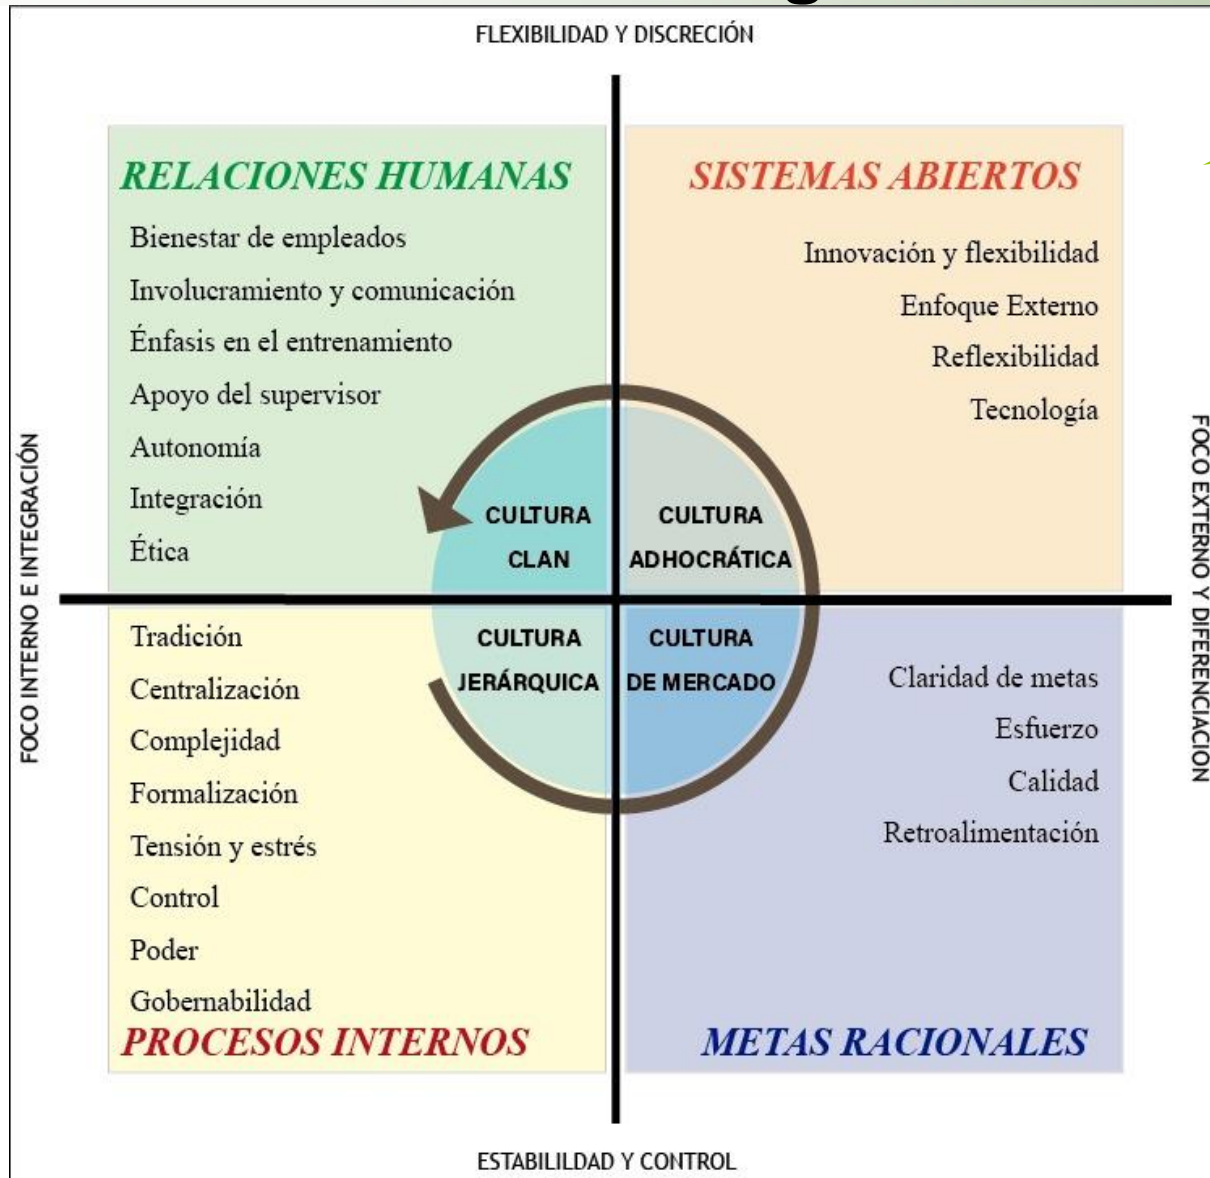 FLEXIBILIDAD Y DISCRECIÓN
RELACIONES HUMANAS
Bienestar de empleados
Involucramiento y comunicación
Énfasis en el entrenamiento
Apoyo del supervisor
Autonomía
Integración
Ética
SISTEMAS ABIERTOS
Innovación y flexibilidad
Enfoque Externo
Reflexibilidad
Tecnología
FOCO INTERNO E INTEGRACIÓN
CULTURA
CLAN
CULTURA
ADHOCRÁTICA
FOCO EXTERNO Y DIFERENCIACION
CULTURA
JERÁRQUICA
CULTURA
DE MERCADO
Tradición
Centralización
Complejidad
Formalización
Tensión y estrés
Control
Poder
Gobernabilidad
PROCESOS INTERNOS
Claridad de metas
Esfuerzo
Calidad
Retroalimentación
METAS RACIONALES
ESTABILILDAD Y CONTROL